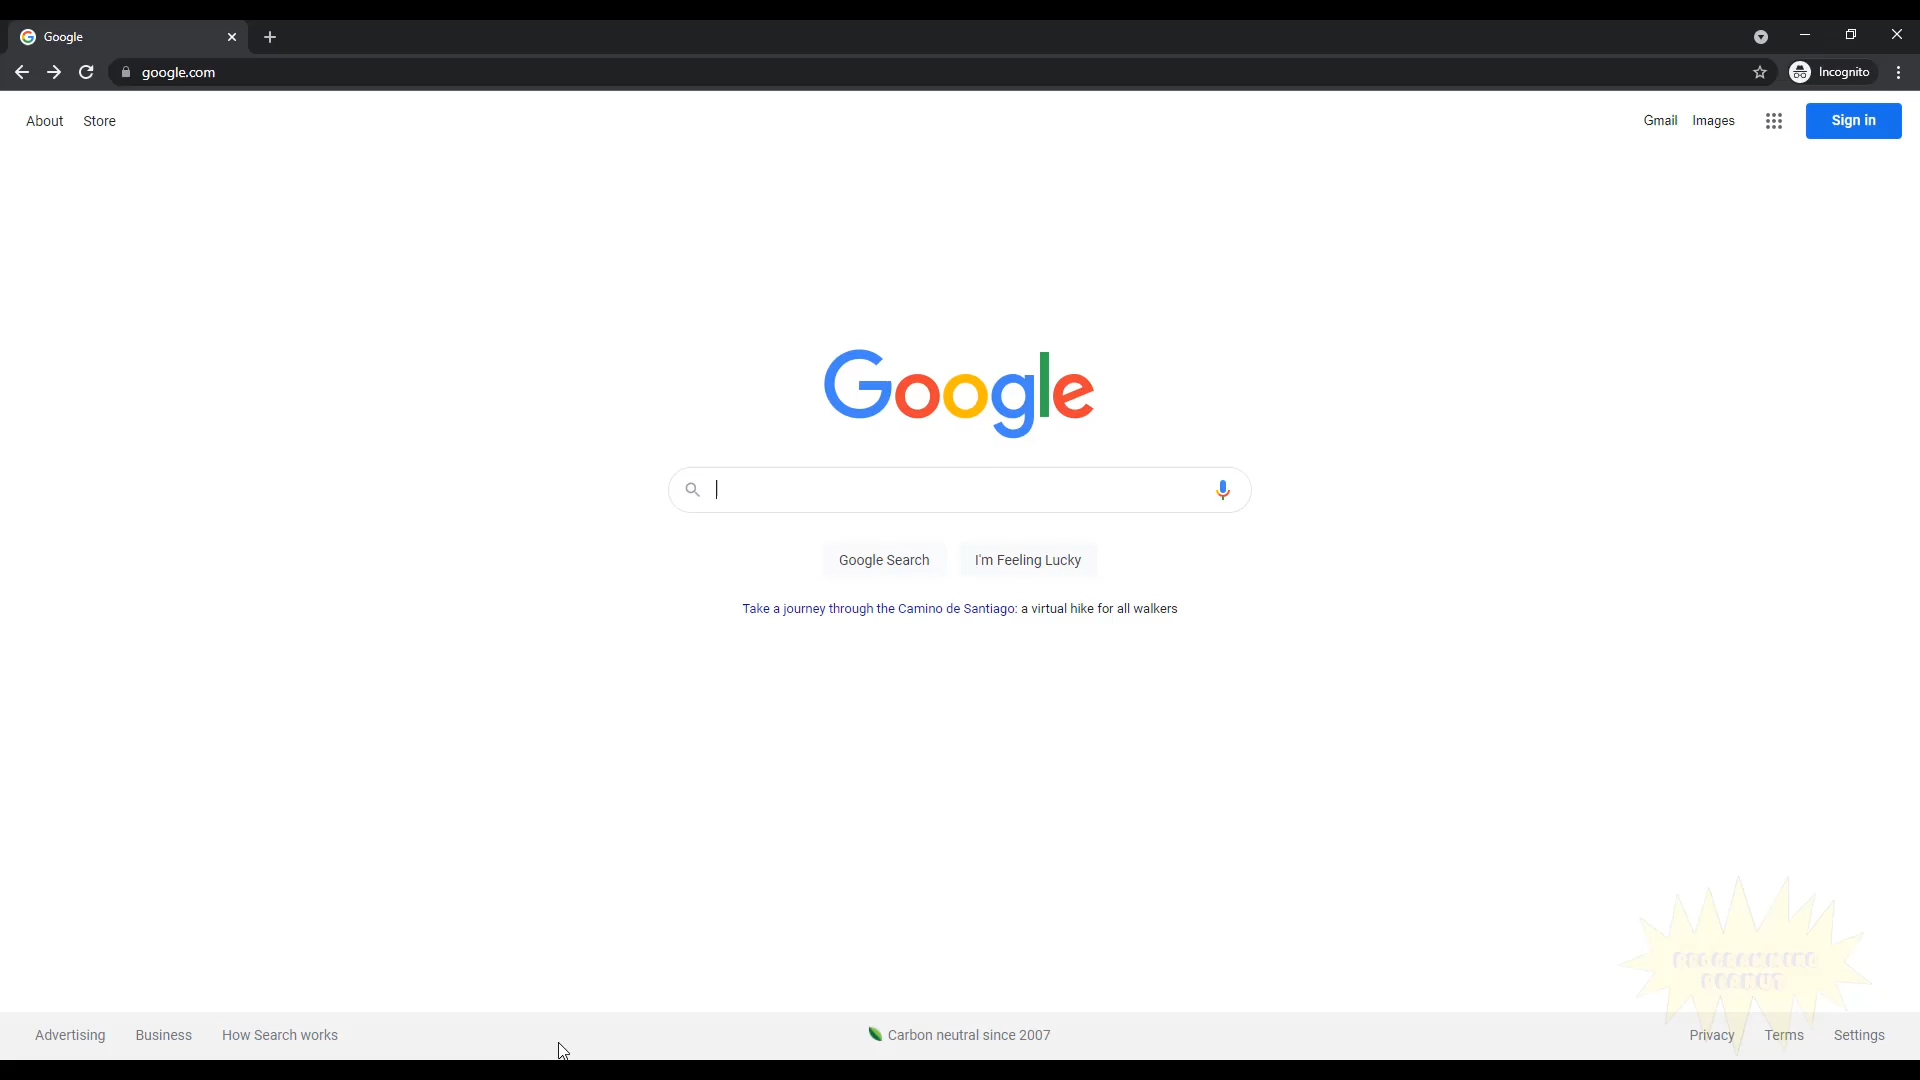 Google
google.com
Incognito
About Store
Gmail Images
Sign in
Google
Google Search
I'm Feeling Lucky
Take a journey through the Camino de Santiago: a virtual hike for all walkers
PROGRAMMING
PEANUT
Advertising Business How Search works
Carbon neutral since 2007
Privacy Terms Settings